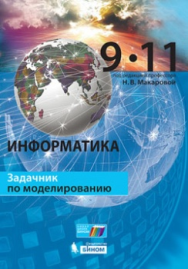 9•11
Под редакцией профессора
Н.В. Макаровой
ИНФОРМАТИКА
Задачник
по моделированию
БИНОМ